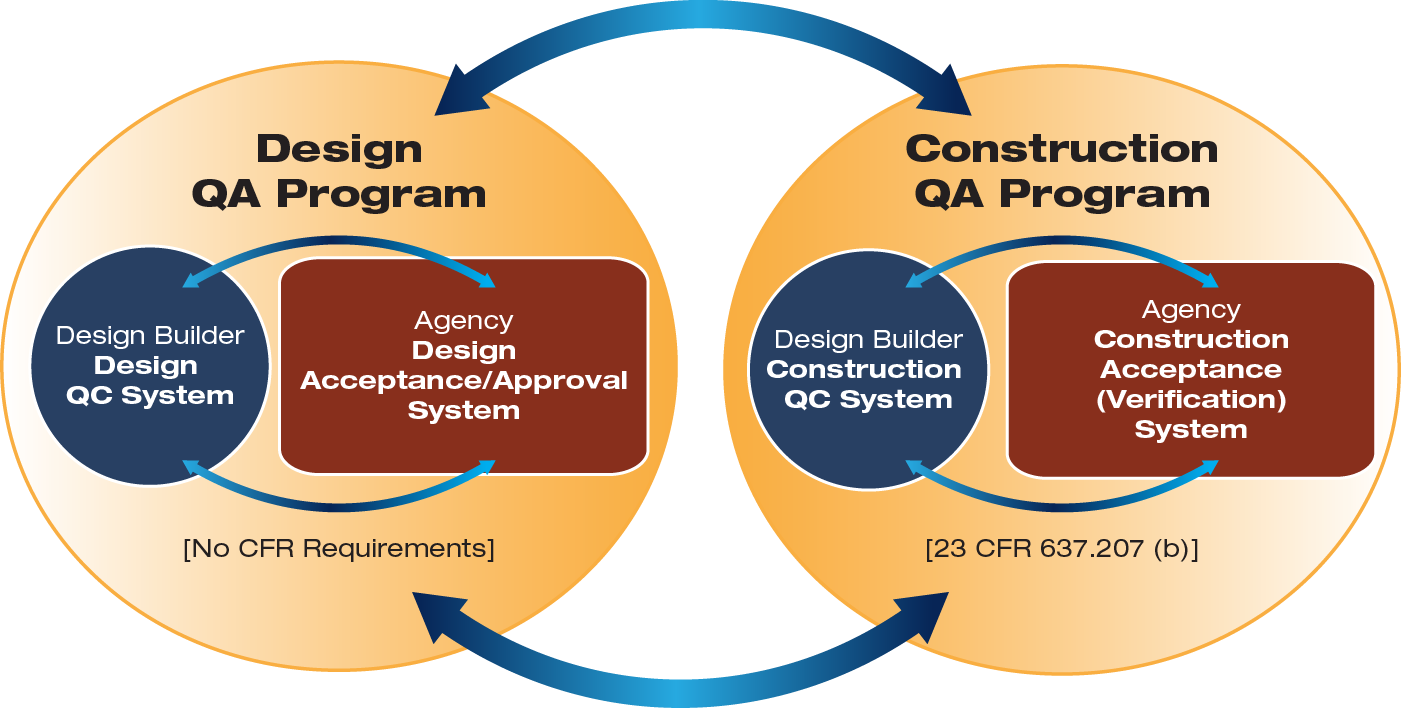 Design
QA Program
Design Builder
Design
QC System
Agency
Design
Acceptance/Approval
System
[No CFR Requirements]
Construction
QA Program
Design Builder
Construction
QC System
Agency
Construction
Acceptance
(Verification)
System
[23 CFR 637.207 (b)]